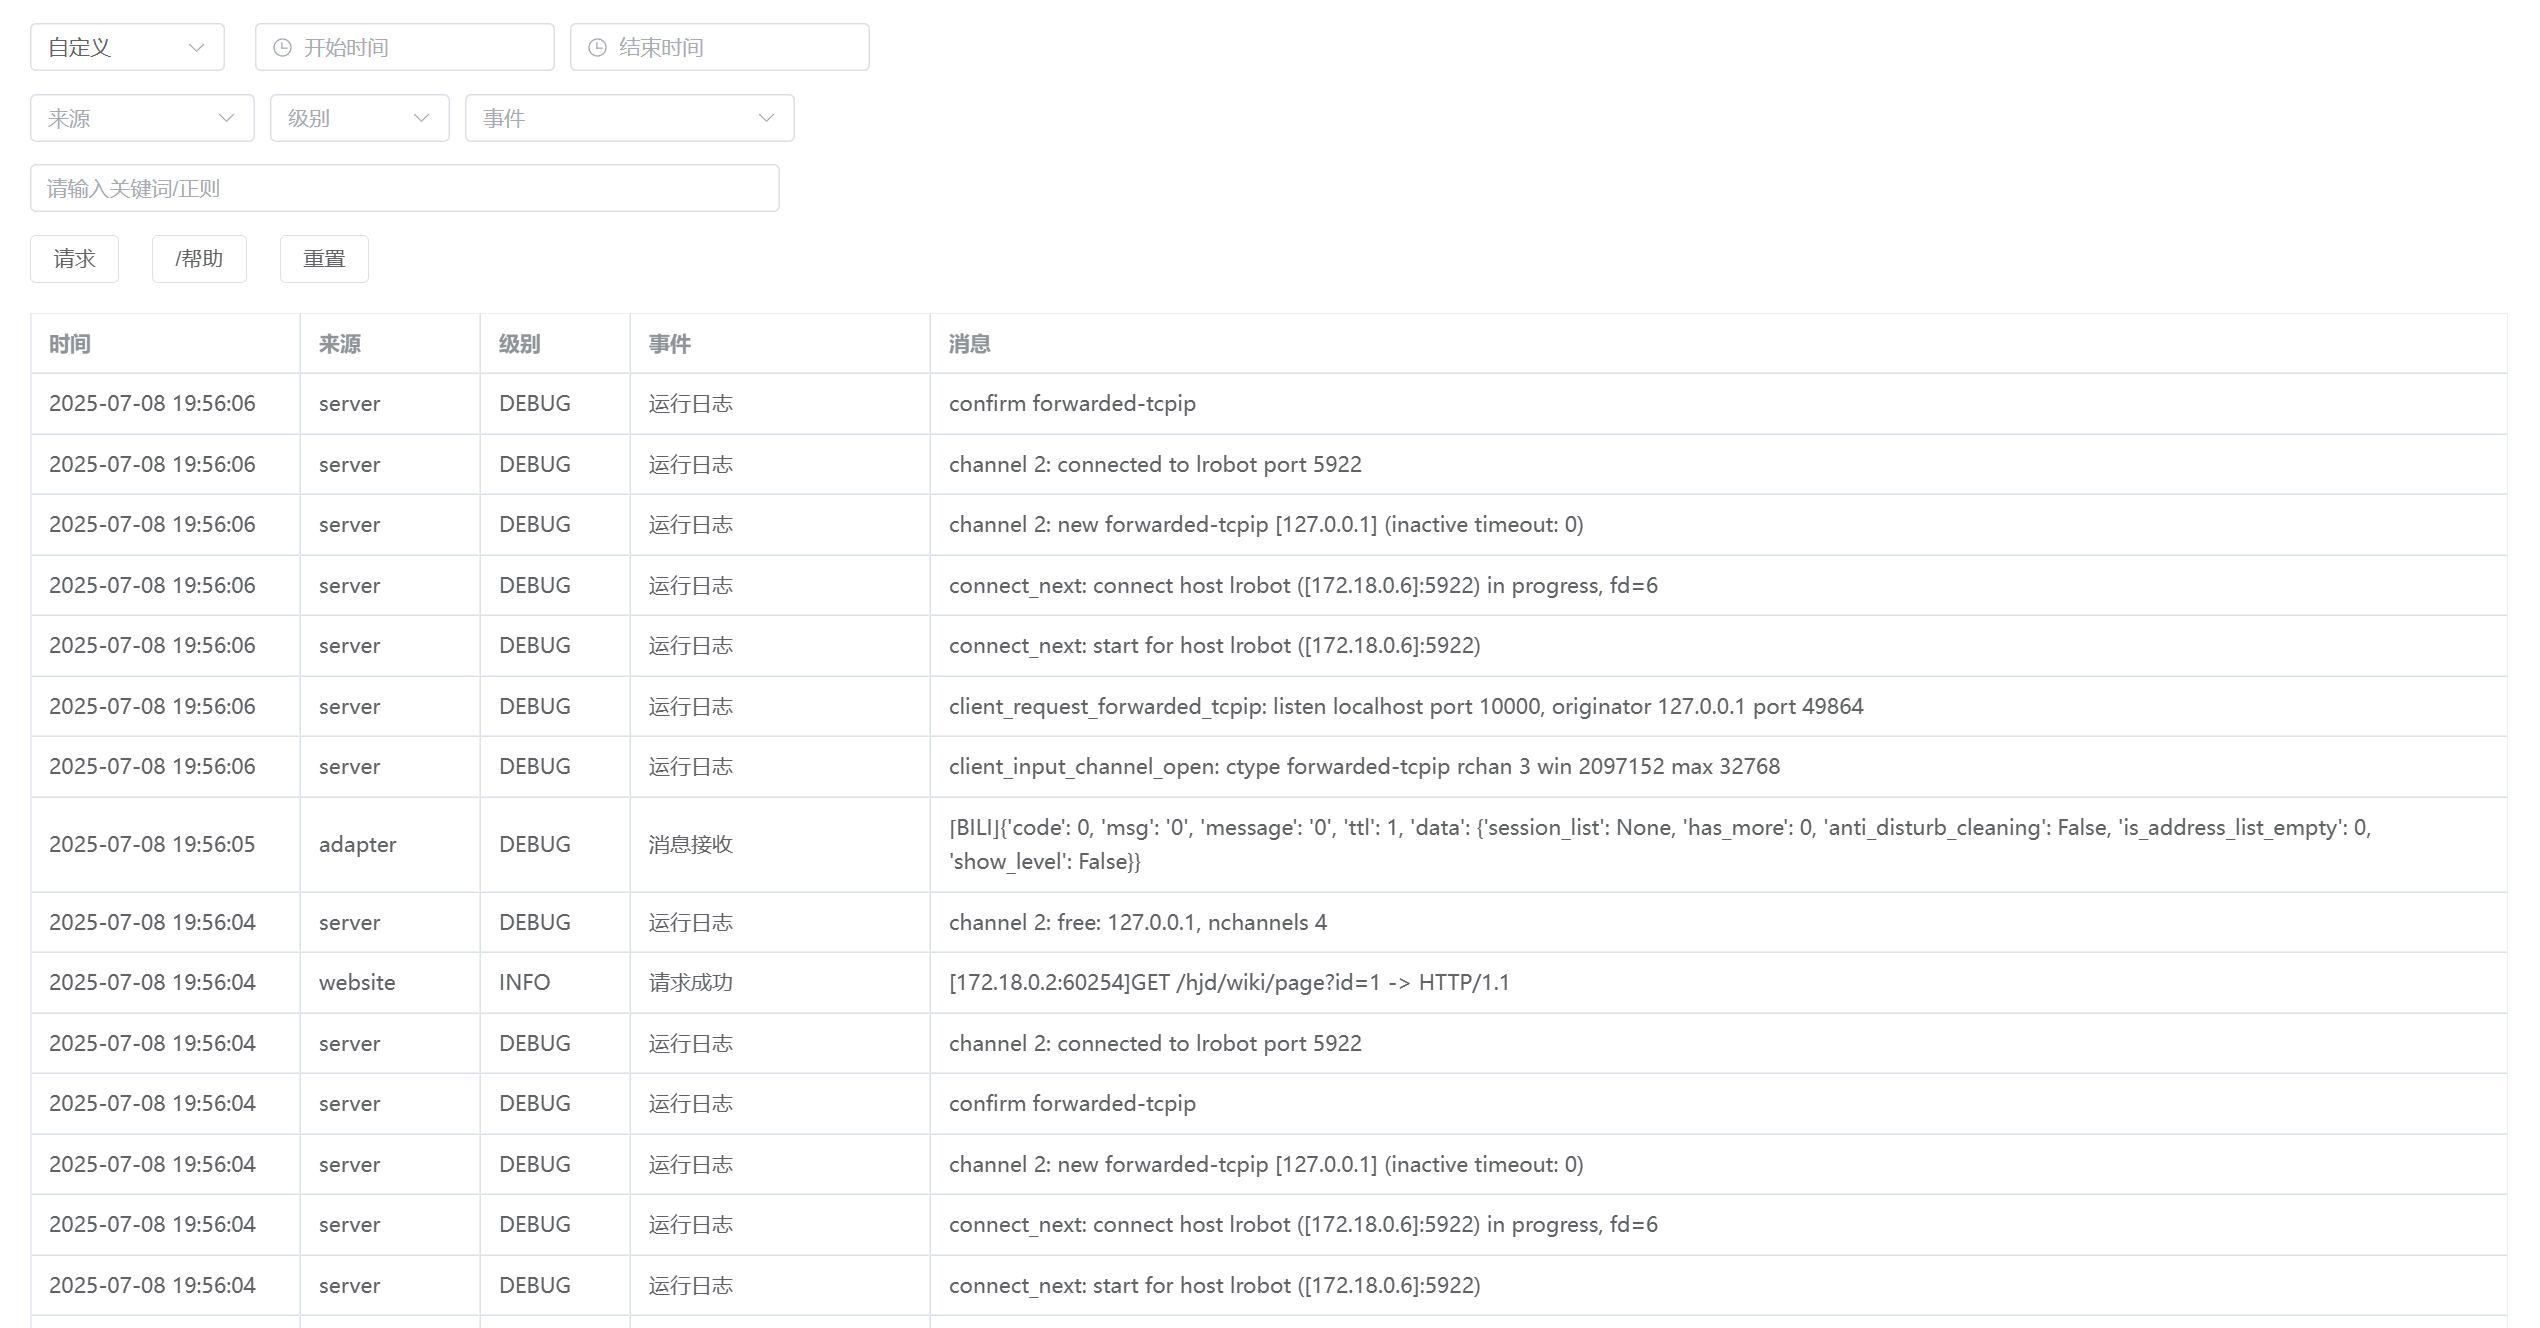 自定义 开始时间 结束时间
来源 级别 事件
请输入关键词/正则
请求 /帮助 重置
时间 来源 级别 事件 消息
2025-07-08 19:56:06 server DEBUG 运行日志 confirm forwarded-tcpip
2025-07-08 19:56:06 server DEBUG 运行日志 channel 2: connected to lrobot port 5922
2025-07-08 19:56:06 server DEBUG 运行日志 channel 2: new forwarded-tcpip [127.0.0.1] (inactive timeout: 0)
2025-07-08 19:56:06 server DEBUG 运行日志 connect_next: connect host lrobot ([172.18.0.6]:5922) in progress, fd=6
2025-07-08 19:56:06 server DEBUG 运行日志 connect_next: start for host lrobot ([172.18.0.6]:5922)
2025-07-08 19:56:06 server DEBUG 运行日志 client_request_forwarded_tcpip: listen localhost port 10000, originator 127.0.0.1 port 49864
2025-07-08 19:56:06 server DEBUG 运行日志 client_input_channel_open: ctype forwarded-tcpip rchan 3 win 2097152 max 32768
2025-07-08 19:56:05 adapter DEBUG 消息接收 [BILI]{'code': 0, 'msg': '0', 'message': '0', 'ttl': 1, 'data': {'session_list': None, 'has_more': 0, 'anti_disturb_cleaning': False, 'is_address_list_empty': 0,
'show_level': False}}
2025-07-08 19:56:04 server DEBUG 运行日志 channel 2: free: 127.0.0.1, nchannels 4
2025-07-08 19:56:04 website INFO 请求成功 [172.18.0.2:60254]GET /hjd/wiki/page?id=1 -> HTTP/1.1
2025-07-08 19:56:04 server DEBUG 运行日志 channel 2: connected to lrobot port 5922
2025-07-08 19:56:04 server DEBUG 运行日志 confirm forwarded-tcpip
2025-07-08 19:56:04 server DEBUG 运行日志 channel 2: new forwarded-tcpip [127.0.0.1] (inactive timeout: 0)
2025-07-08 19:56:04 server DEBUG 运行日志 connect_next: connect host lrobot ([172.18.0.6]:5922) in progress, fd=6
2025-07-08 19:56:04 server DEBUG 运行日志 connect_next: start for host lrobot ([172.18.0.6]:5922)